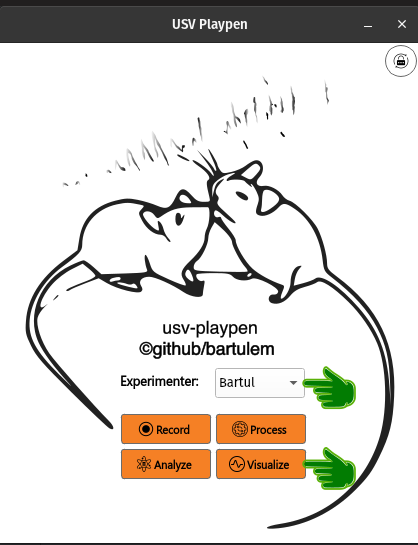 USV Playpen
usv-playpen
©github/bartulem
Experimenter: Bartul
Record Process
Analyze Visualize